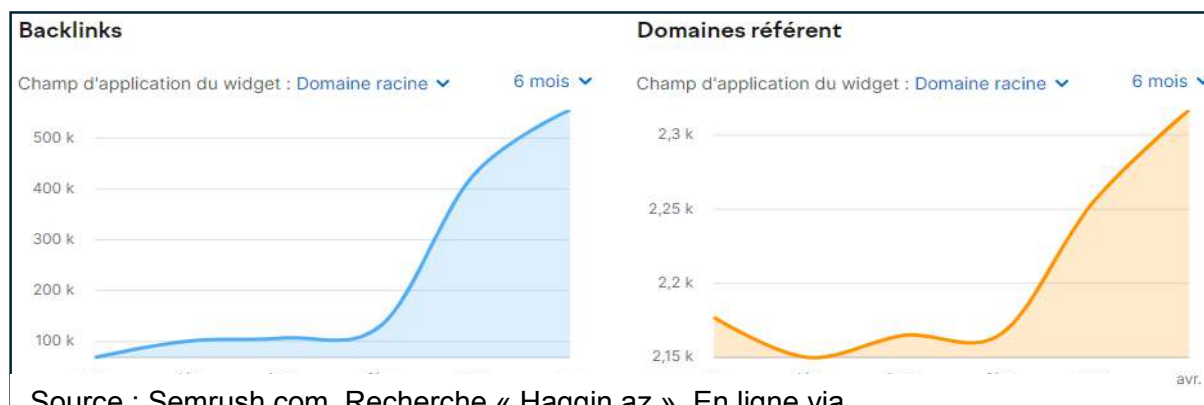 Backlinks
Champ d'application du widget : Domaine racine
6 mois
500 k
400 k
300 k
200 k
100 k
Domaines référent
Champ d'application du widget : Domaine racine
6 mois
2,3 k
2,25 k
2,2 k
2,15 k
avr.
Source : Semrush.com, Recherche « Haqqin.az ». En ligne via